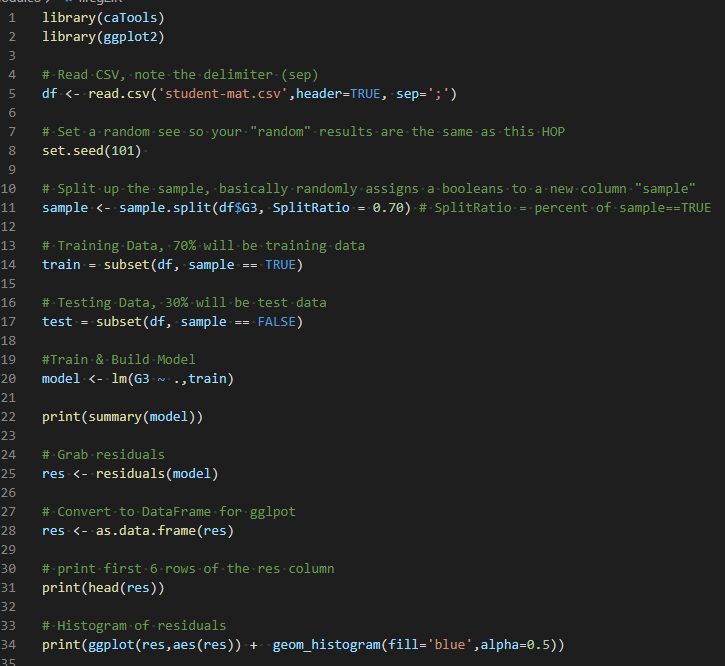 1 library(caTools)
2 library(ggplot2)
3
4 # Read CSV, note the delimiter (sep)
5 df <- read.csv('student-mat.csv',header=TRUE, sep=';')
6
7 # Set a random see so your "random" results are the same as this HOP
8 set.seed(101)
9
10 # Split up the sample, basically randomly assigns a booleans to a new column "sample"
11 sample <- sample.split(df$G3, SplitRatio = 0.70) # SplitRatio = percent of sample==TRUE
12
13 # Training Data, 70% will be training data
14 train = subset(df, sample == TRUE)
15
16 # Testing Data, 30% will be test data
17 test = subset(df, sample == FALSE)
18
19 #Train & Build Model
20 model <- lm(G3 ~ .,train)
21
22 print(summary(model))
23
24 # Grab residuals
25 res <- residuals(model)
26
27 # Convert to DataFrame for gglpot
28 res <- as.data.frame(res)
29
30 # print first 6 rows of the res column
31 print(head(res))
32
33 # Histogram of residuals
34 print(ggplot(res,aes(res)) +  geom_histogram(fill='blue',alpha=0.5))
35